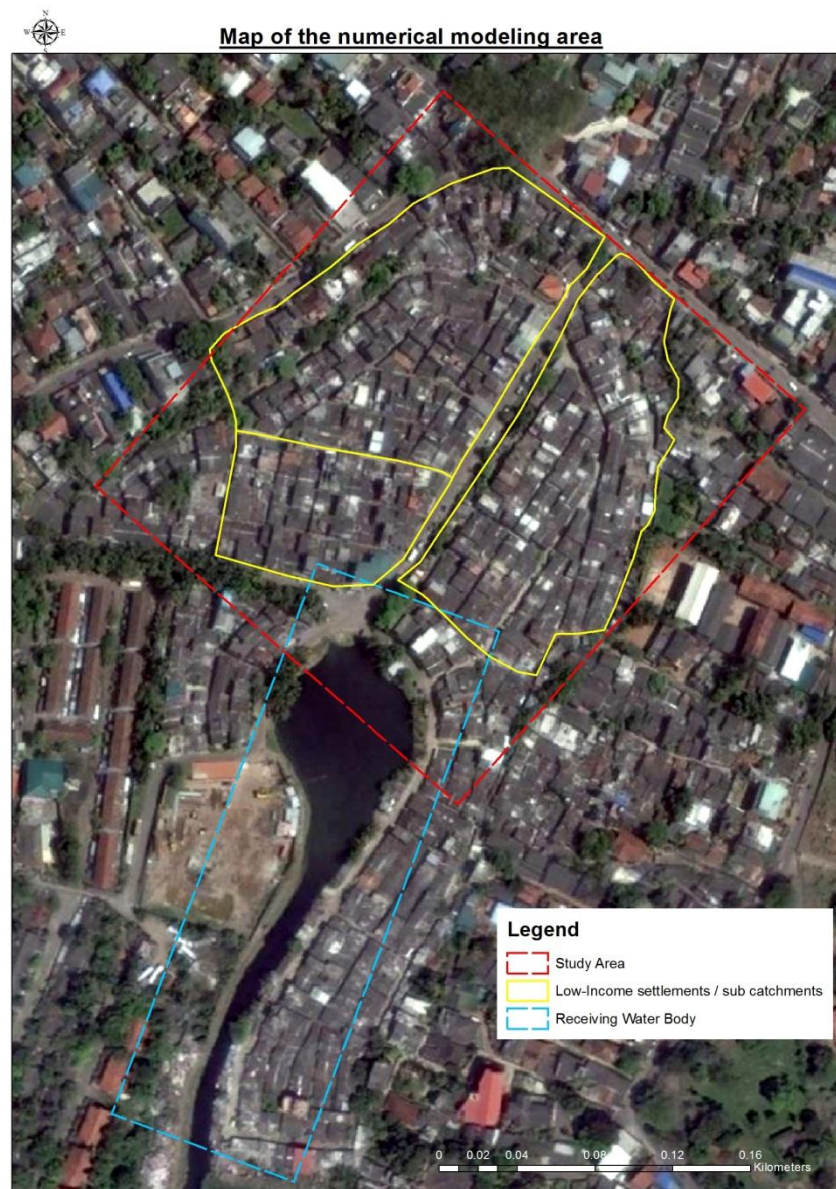 N
W E
S
Map of the numerical modeling area
Legend
Study Area
Low-Income settlements / sub catchments
Receiving Water Body
0 0.02 0.04 0.08 0.12 0.16
Kilometers